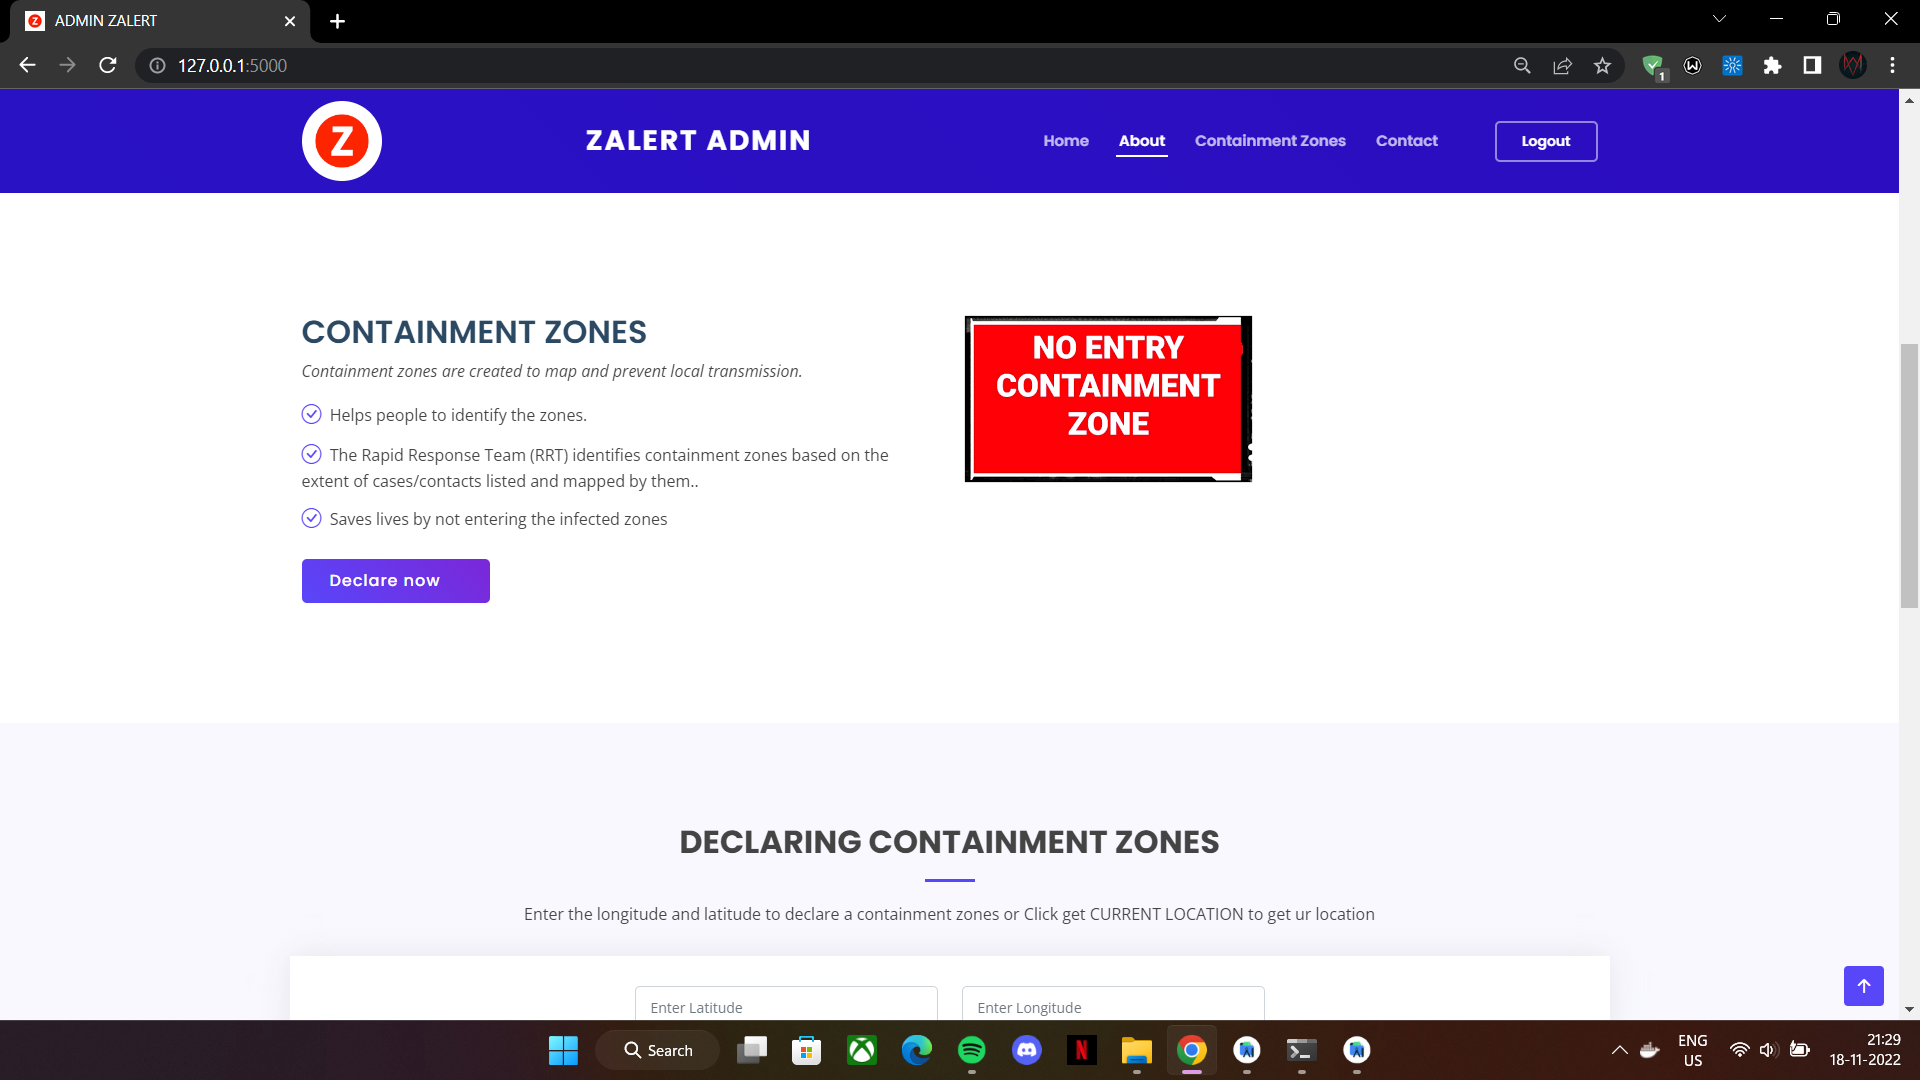 ADMIN ZALERT
127.0.0.1:5000
1
Z
ZALERT ADMIN
Home
About
Containment Zones
Contact
Logout
CONTAINMENT ZONES
Containment zones are created to map and prevent local transmission.
Helps people to identify the zones.
The Rapid Response Team (RRT) identifies containment zones based on the
extent of cases/contacts listed and mapped by them..
Saves lives by not entering the infected zones
Declare now
NO ENTRY
CONTAINMENT
ZONE
DECLARING CONTAINMENT ZONES
Enter the longitude and latitude to declare a containment zones or Click get CURRENT LOCATION to get ur location
Enter Latitude
Enter Longitude
Search
ENG
US
21:29
18-11-2022